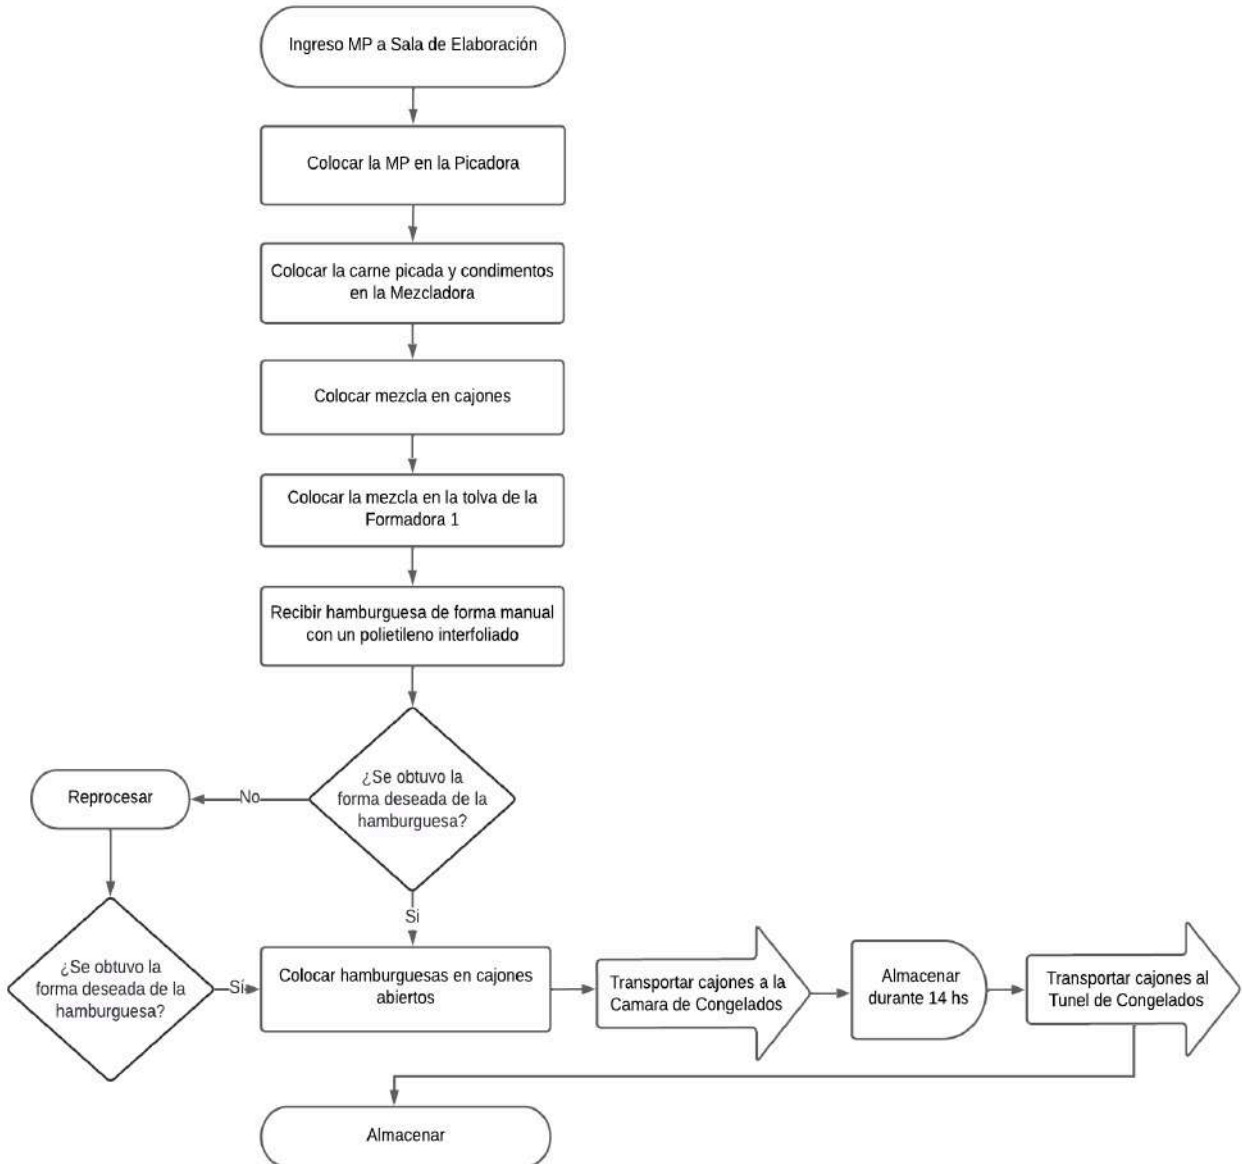 Ingreso MP a Sala de Elaboración
Colocar la MP en la Picadora
Colocar la carne picada y condimentos
en la Mezcladora
Colocar mezcla en cajones
Colocar la mezcla en la tolva de la
Formadora 1
Recibir hamburguesa de forma manual
con un polietileno interfoliado
¿Se obtuvo la
forma deseada de la
hamburguesa?
No
Reprocesar
Si
¿Se obtuvo la
forma deseada de la
hamburguesa?
Sí
Colocar hamburguesas en cajones
abiertos
Transportar cajones a la
Camara de Congelados
Almacenar
durante 14 hs
Transportar cajones al
Tunel de Congelados
Almacenar